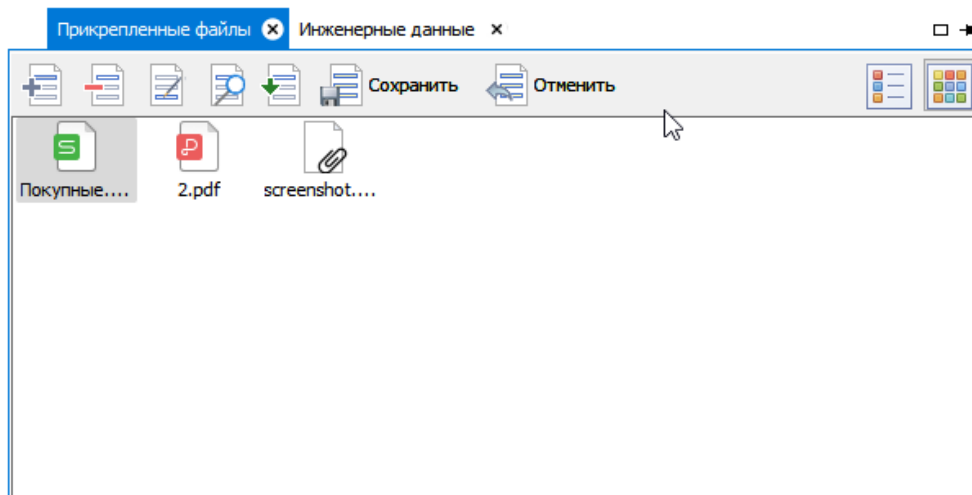 Прикрепленные файлы Инженерные данные
Сохранить Отменить
Покупные.... 2.pdf screenshot....